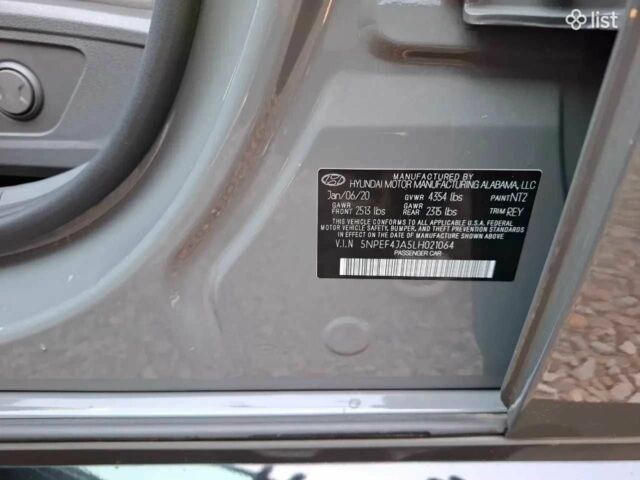 list
MANUFACTURED BY
HYUNDAI MOTOR MANUFACTURING ALABAMA, LLC
Jan/06/20 GVWR 4354 lbs PAINT NT2
GAWR FRONT 2513 lbs GAWR REAR 2315 lbs TRIM REY
THIS VEHICLE CONFORMS TO ALL APPLICABLE U.S.A. FEDERAL
MOTOR VEHICLE SAFETY, BUMPER, AND THEFT PREVENTION
STANDARDS IN EFFECT ON THE DATE OF MANUFACTURE SHOWN ABOVE.
V.I.N 5NPEF4JA5LH021064
PASSENGER CAR